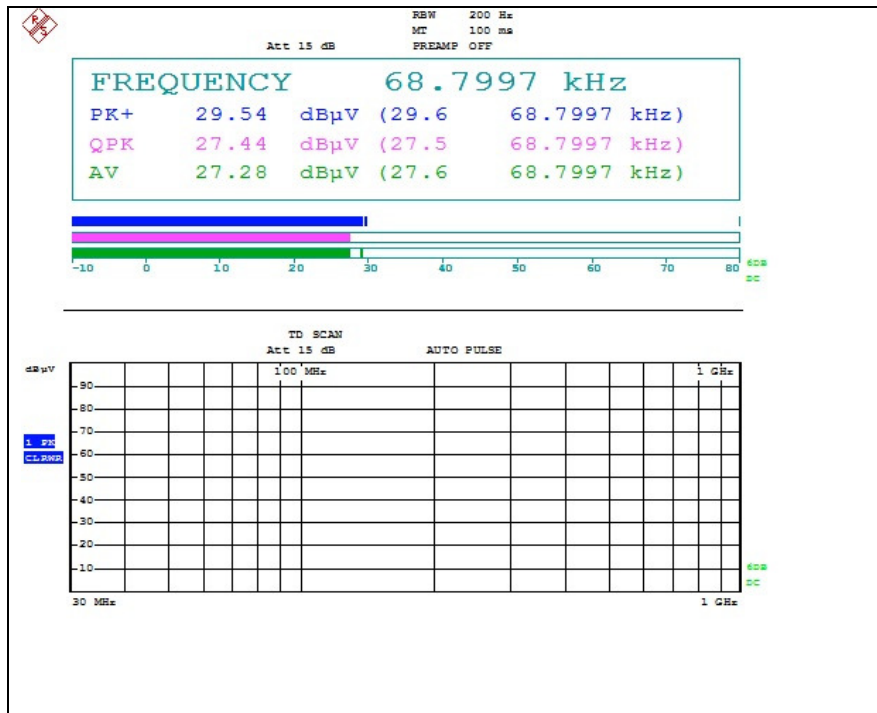 R S
RBW 200 Hz
MT 100 ms
Att 15 dB PREAMP OFF
FREQUENCY 68.7997 kHz
PK+ 29.54 dBµV (29.6 68.7997 kHz)
QPK 27.44 dBµV (27.5 68.7997 kHz)
AV 27.28 dBµV (27.6 68.7997 kHz)
-10 0 10 20 30 40 50 60 70 80 6DB
DC
TD SCAN
Att 15 dB AUTO PULSE
dBµV 100 MHz 1 GHz
90
80
70
1 PK
CLRWR 60
50
40
30
20
10 6DB
DC
30 MHz 1 GHz